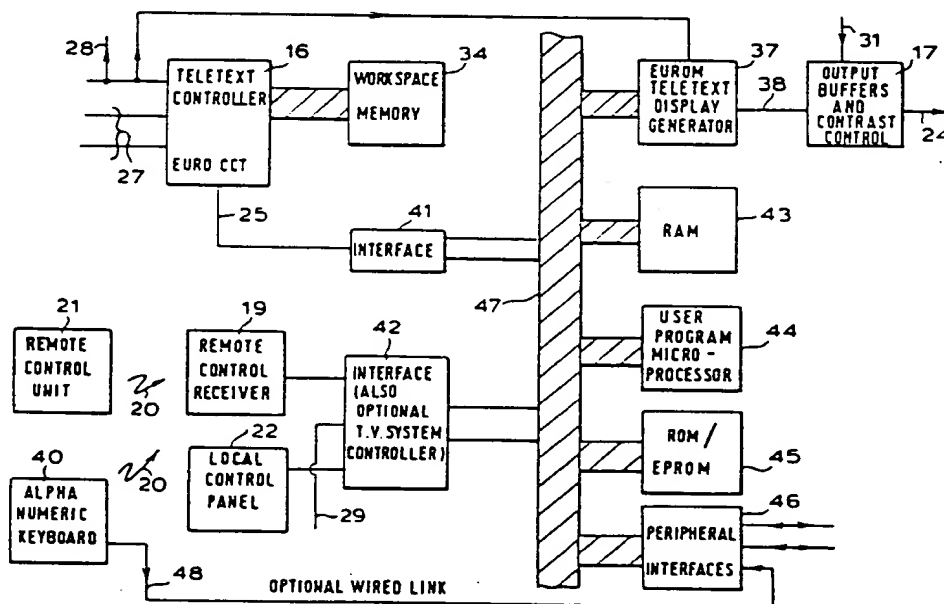 28
16
TELETEXT
CONTROLLER
EURO CCT
27
34
WORKSPACE
MEMORY
37
EUROM
TELETEXT
DISPLAY
GENERATOR
38
31
17
OUTPUT
BUFFERS
AND
CONTRAST
CONTROL
24
25
41
INTERFACE
43
RAM
47
21
REMOTE
CONTROL
UNIT
20
19
REMOTE
CONTROL
RECEIVER
42
INTERFACE
(ALSO
OPTIONAL
T.V. SYSTEM
CONTROLLER)
USER
PROGRAM
MICRO-
PROCESSOR
44
40
ALPHA
NUMERIC
KEYBOARD
20
22
LOCAL
CONTROL
PANEL
29
ROM/
EPROM
45
46
PERIPHERAL
INTERFACES
48
OPTIONAL WIRED LINK